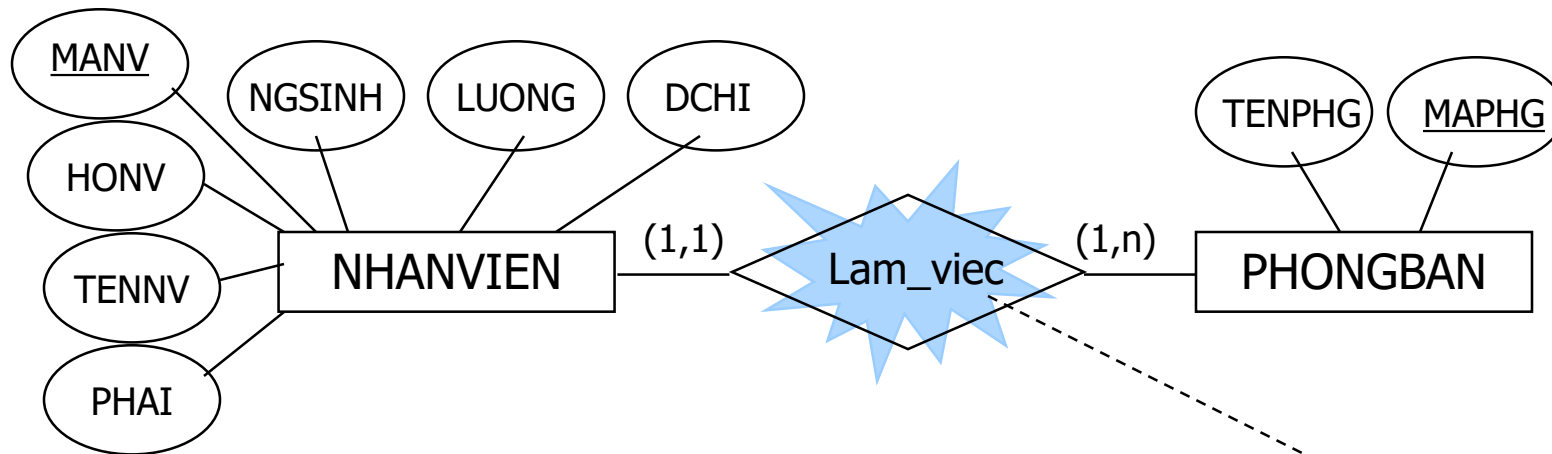 MANV
NGSINH
LUONG
DCHI
TENPHG
MAPHG
HONV
TENNV
PHAI
NHANVIEN
(1,1)
Lam_viec
(1,n)
PHONGBAN